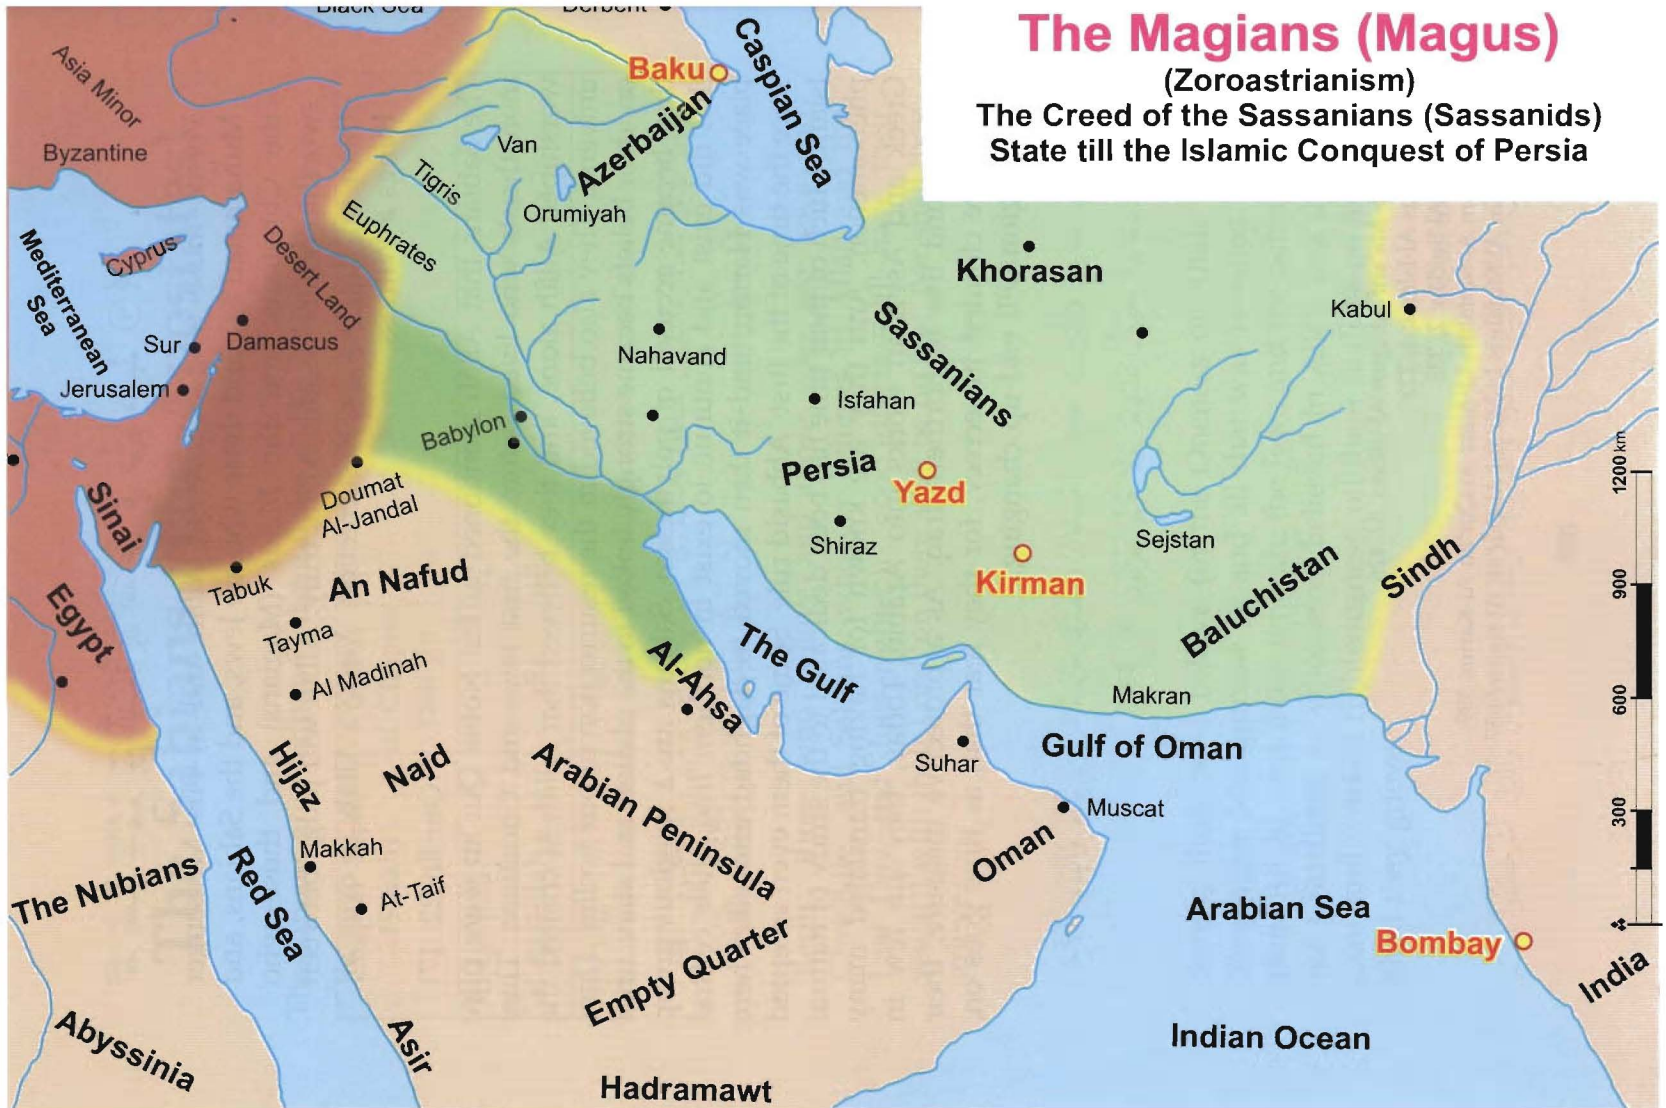 The Magians (Magus)
(Zoroastrianism)
The Creed of the Sassanians (Sassanids)
State till the Islamic Conquest of Persia
Black Sea
Derbent
Caspian Sea
Baku
Asia Minor
Azerbaijan
Byzantine
Van
Tigris
Orumiyah
Euphrates
Cyprus
Desert Land
Mediterranean
Sea
Khorasan
Kabul
Sassanians
Sur
Damascus
Nahavand
Jerusalem
Isfahan
Babylon
Persia
Yazd
Doumat
Al-Jandal
Sinai
Shiraz
Sejstan
Kirman
Baluchistan
Sindh
An Nafud
Tabuk
Egypt
Tayma
Al Madinah
Al-Ahsa
The Gulf
Makran
Gulf of Oman
Suhar
Hijaz
Najd
Arabian Peninsula
Muscat
Oman
Makkah
The Nubians
Red Sea
At-Taif
Arabian Sea
Bombay
India
Empty Quarter
Abyssinia
Asir
Indian Ocean
Hadramawt
1200 km
900
600
300